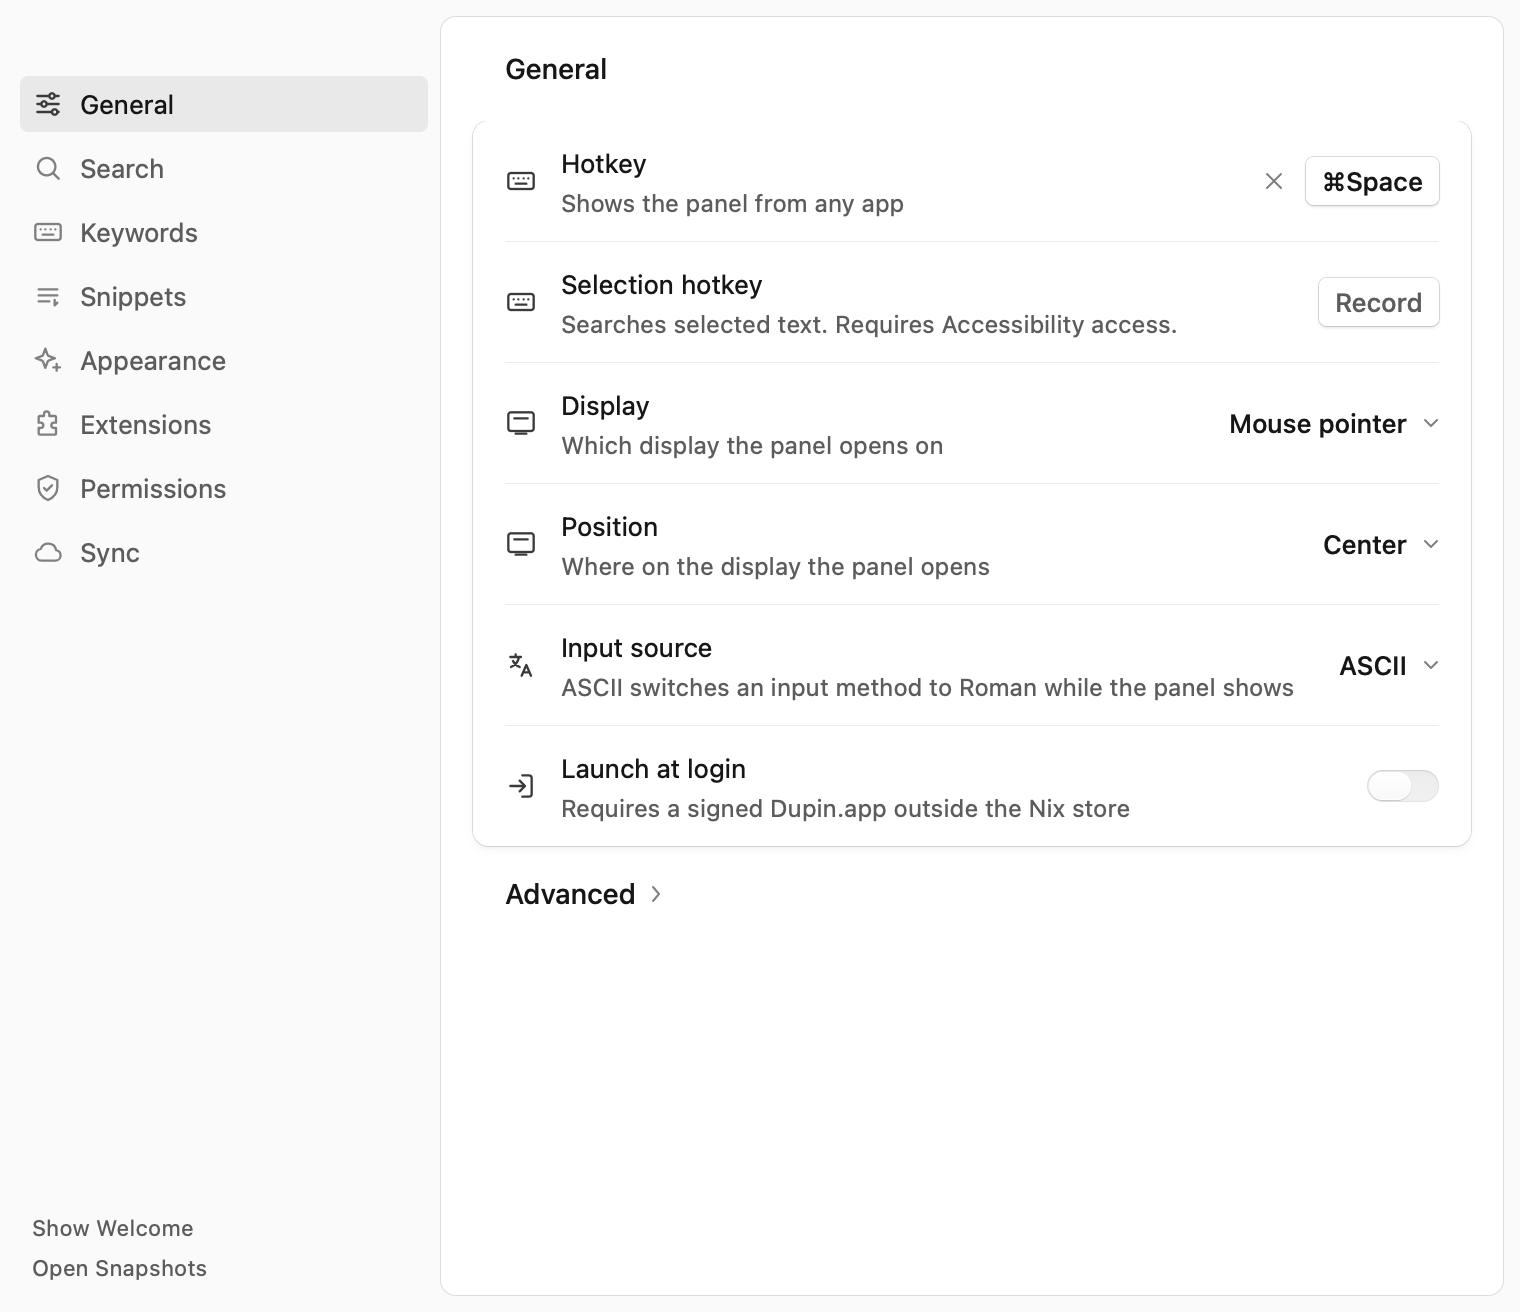 General
Search
Keywords
Snippets
Appearance
Extensions
Permissions
Sync
Show Welcome
Open Snapshots
General
Hotkey
Shows the panel from any app
⌘Space
Selection hotkey
Searches selected text. Requires Accessibility access.
Record
Display
Which display the panel opens on
Mouse pointer
Position
Where on the display the panel opens
Center
Input source
ASCII switches an input method to Roman while the panel shows
ASCII
Launch at login
Requires a signed Dupin.app outside the Nix store
Advanced